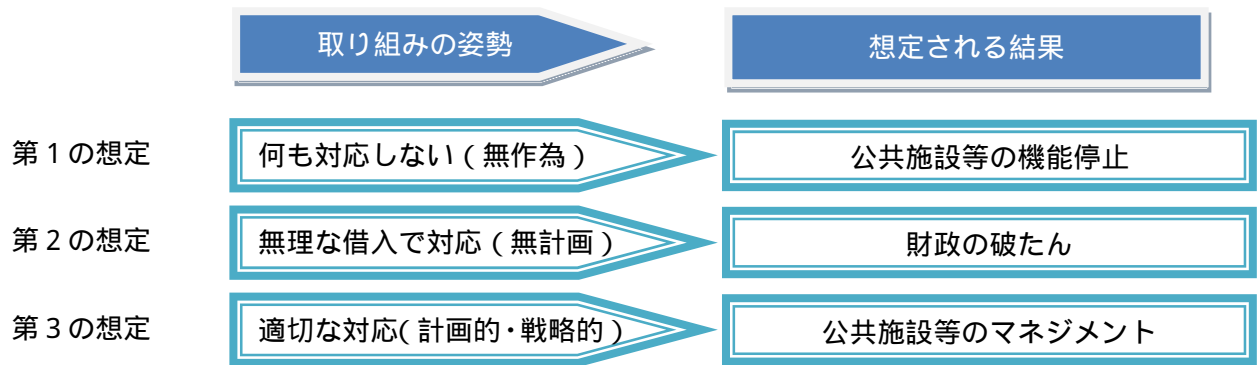 取り組みの姿勢 想定される結果
第1の想定 何も対応しない(無作為) 公共施設等の機能停止
第2の想定 無理な借入で対応(無計画) 財政の破たん
第3の想定 適切な対応(計画的・戦略的) 公共施設等のマネジメント